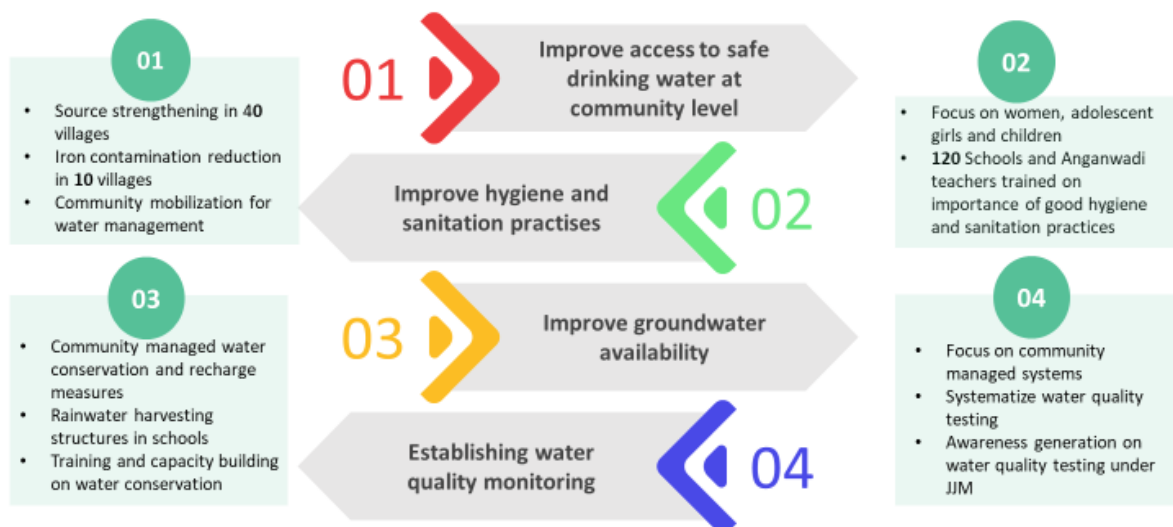 01
• Source strengthening in 40
villages
• Iron contamination reduction
in 10 villages
• Community mobilization for
water management
01
Improve access to safe
drinking water at
community level
02
• Focus on women, adolescent
girls and children
• 120 Schools and Anganwadi
teachers trained on
importance of good hygiene
and sanitation practices
Improve hygiene and
sanitation practises
02
03
• Community managed water
conservation and recharge
measures
• Rainwater harvesting
structures in schools
• Training and capacity building
on water conservation
03
Improve groundwater
availability
04
• Focus on community
managed systems
• Systematize water quality
testing
• Awareness generation on
water quality testing under
JJM
Establishing water
quality monitoring
04